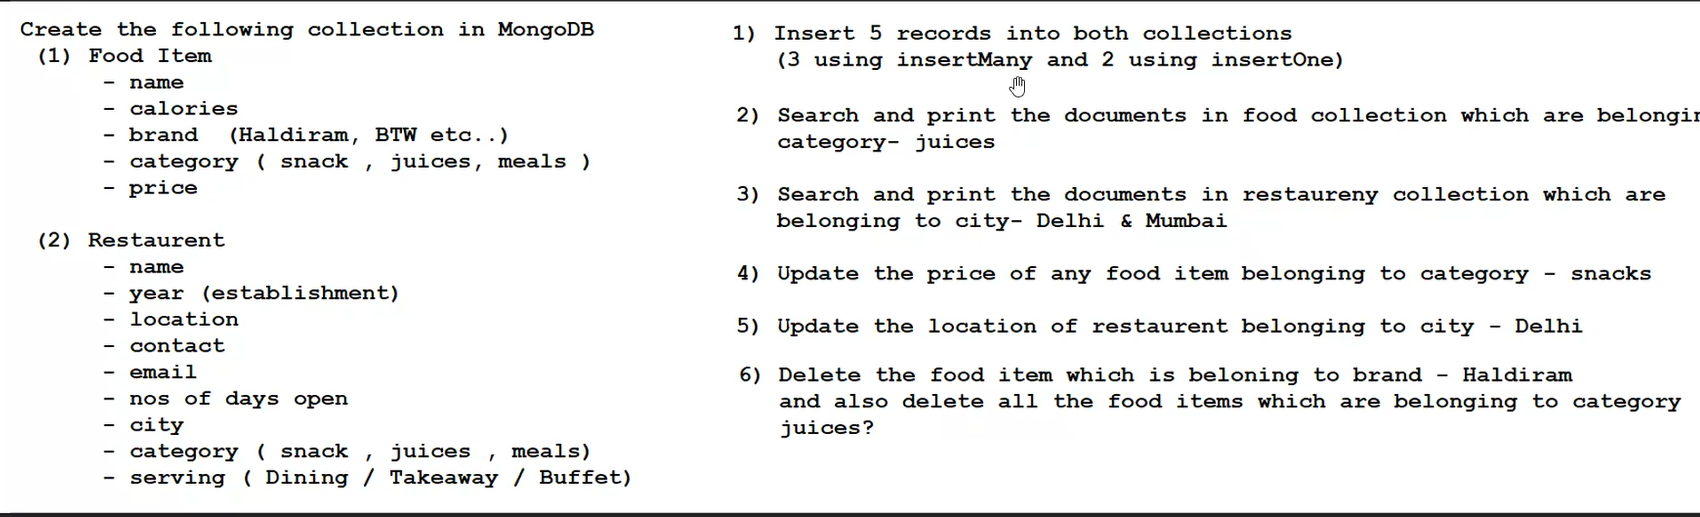 Create the following collection in MongoDB
(1) Food Item
- name
- calories
- brand (Haldiram, BTW etc..)
- category ( snack , juices, meals )
- price
(2) Restaurent
- name
- year (establishment)
- location
- contact
- email
- nos of days open
- city
- category ( snack , juices , meals)
- serving ( Dining / Takeaway / Buffet)
1) Insert 5 records into both collections
(3 using insertMany and 2 using insertOne)
2) Search and print the documents in food collection which are
category- juices
3) Search and print the documents in restaureny collection which are
belonging to city- Delhi & Mumbai
4) Update the price of any food item belonging to category - snacks
5) Update the location of restaurent belonging to city - Delhi
6) Delete the food item which is beloning to brand - Haldiram
and also delete all the food items which are belonging to category
juices?